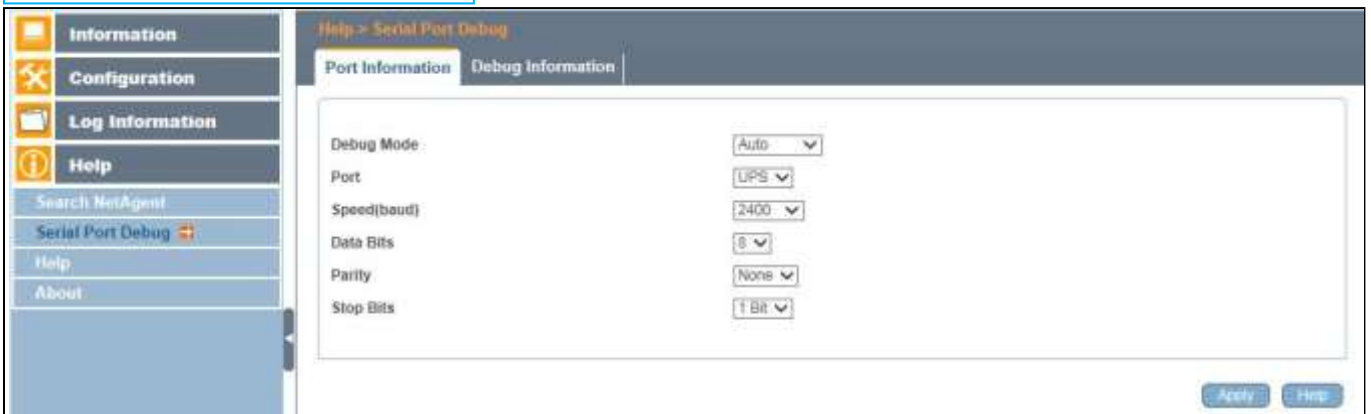 Information
Configuration
Log Information
Help
Search NetAgent
Serial Port Debug
Help
About
Help > Serial Port Debug
Port Information Debug Information
Debug Mode Auto
Port UPS
Speed(baud) 2400
Data Bits 8
Parity None
Stop Bits 1 Bit
Apply Help